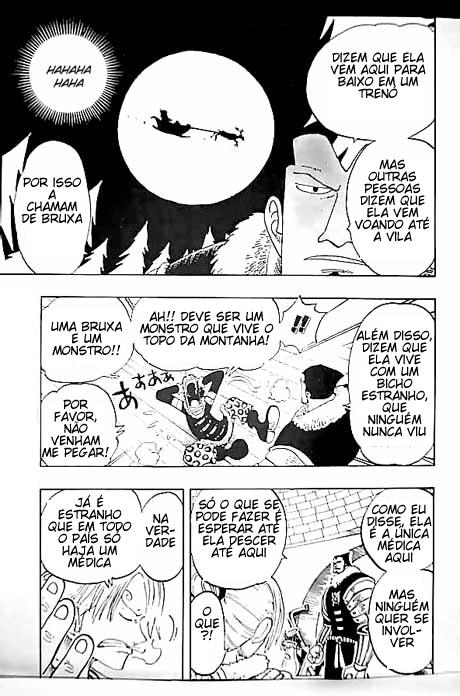 DIZEM QUE ELA
VEM AQUI PARA
BAIXO EM UM
TRENO
MAS
OUTRAS
PESSOAS
DIZEM QUE
ELA VEM
VOANDO ATÉ
A VILA
HAHAHA
HAHA
POR ISSO
A
CHAMAM
DE BRUXA
!!
ALÉM DISSO,
DIZEM QUE
ELA VIVE
COM UM
BICHO
ESTRANHO,
QUE
NINGUÉM
NUNCA VIU
AH!! DEVE SER UM
MONSTRO QUE VIVE O
TOPO DA MONTANHA!
UMA BRUXA
E UM
MONSTRO!!
あぁぁぁ
POR
FAVOR,
NÃO
VENHAM
ME PEGAR!
COMO EU
DISSE, ELA
É A ÚNICA
MÉDICA
AQUI
MAS,
NINGUÉM
QUER SE
INVOL-
VER
SÓ O QUE SE
PODE FAZER É
ESPERAR ATÉ
ELA DESCER
ATÉ AQUI
O
QUE
?!
NA
VER-
DADE
JÁ É
ESTRANHO
QUE EM TODO
O PAÍS SÓ
HAJA UM
MÉDICA